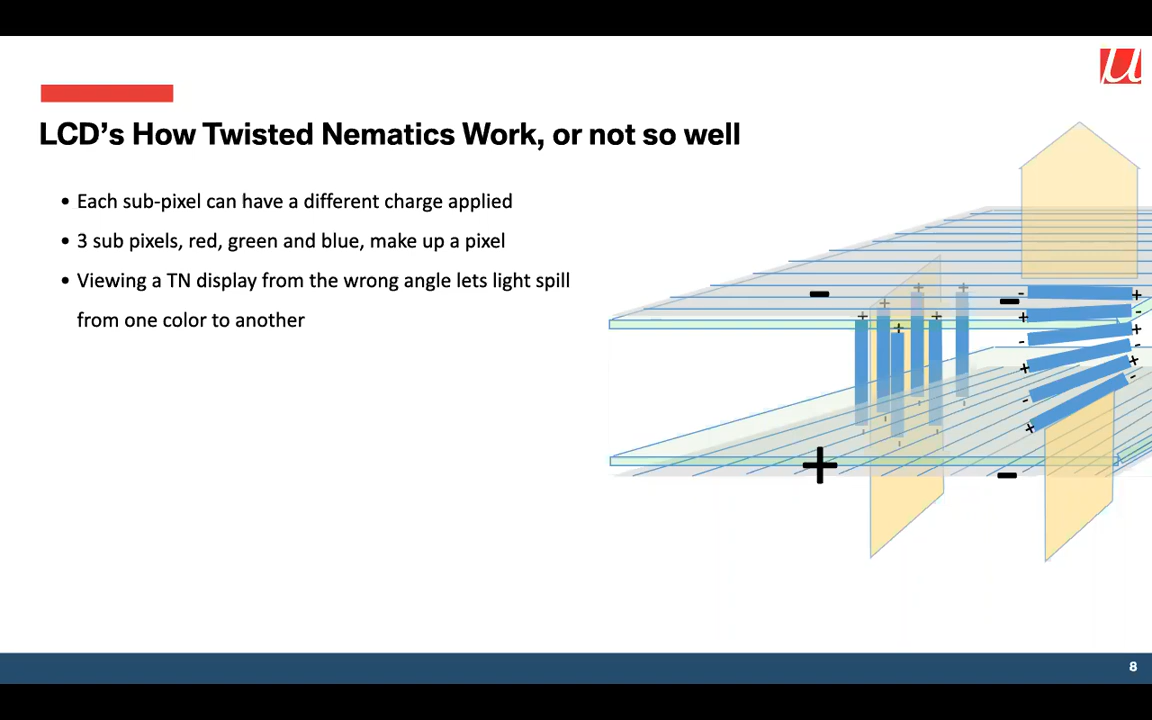 LCD's How Twisted Nematics Work, or not so well
• Each sub-pixel can have a different charge applied
• 3 sub pixels, red, green and blue, make up a pixel
• Viewing a TN display from the wrong angle lets light spill
from one color to another
8